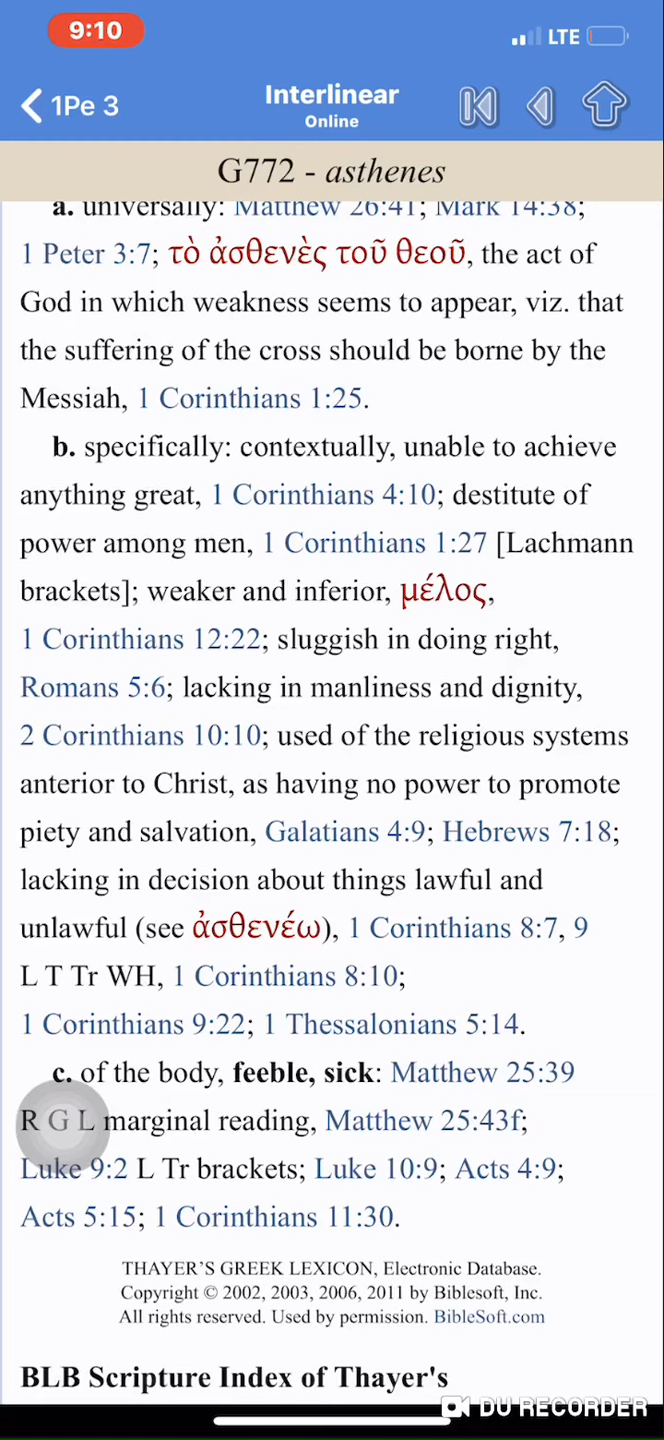 9:10
LTE
1Pe 3
Interlinear
Online
G772 - asthenes
a. universally: Matthew 26:41; Mark 14:38;
1 Peter 3:7; τὸ ἀσθενὲς τοῦ θεοῦ, the act of
God in which weakness seems to appear, viz. that
the suffering of the cross should be borne by the
Messiah, 1 Corinthians 1:25.
b. specifically: contextually, unable to achieve
anything great, 1 Corinthians 4:10; destitute of
power among men, 1 Corinthians 1:27 [Lachmann
brackets]; weaker and inferior, μέλος,
1 Corinthians 12:22; sluggish in doing right,
Romans 5:6; lacking in manliness and dignity,
2 Corinthians 10:10; used of the religious systems
anterior to Christ, as having no power to promote
piety and salvation, Galatians 4:9; Hebrews 7:18;
lacking in decision about things lawful and
unlawful (see ἀσθενέω), 1 Corinthians 8:7, 9
L T Tr WH, 1 Corinthians 8:10;
1 Corinthians 9:22; 1 Thessalonians 5:14.
c. of the body, feeble, sick: Matthew 25:39
R G L marginal reading, Matthew 25:43f;
Luke 9:2 L Tr brackets; Luke 10:9; Acts 4:9;
Acts 5:15; 1 Corinthians 11:30.
THAYER'S GREEK LEXICON, Electronic Database.
Copyright © 2002, 2003, 2006, 2011 by Biblesoft, Inc.
All rights reserved. Used by permission. BibleSoft.com
BLB Scripture Index of Thayer's
DU RECORDER